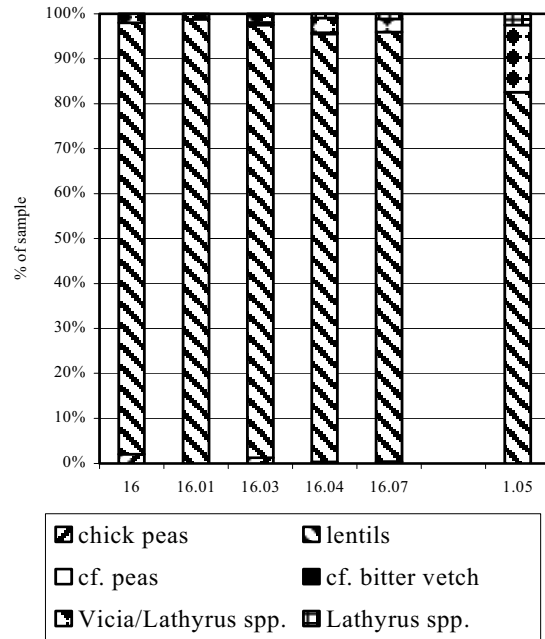 100%
90%
80%
70%
60%
50%
40%
30%
20%
10%
0%
% of sample
16 16.01 16.03 16.04 16.07 1.05
chick peas lentils
cf. peas cf. bitter vetch
Vicia/Lathyrus spp. Lathyrus spp.